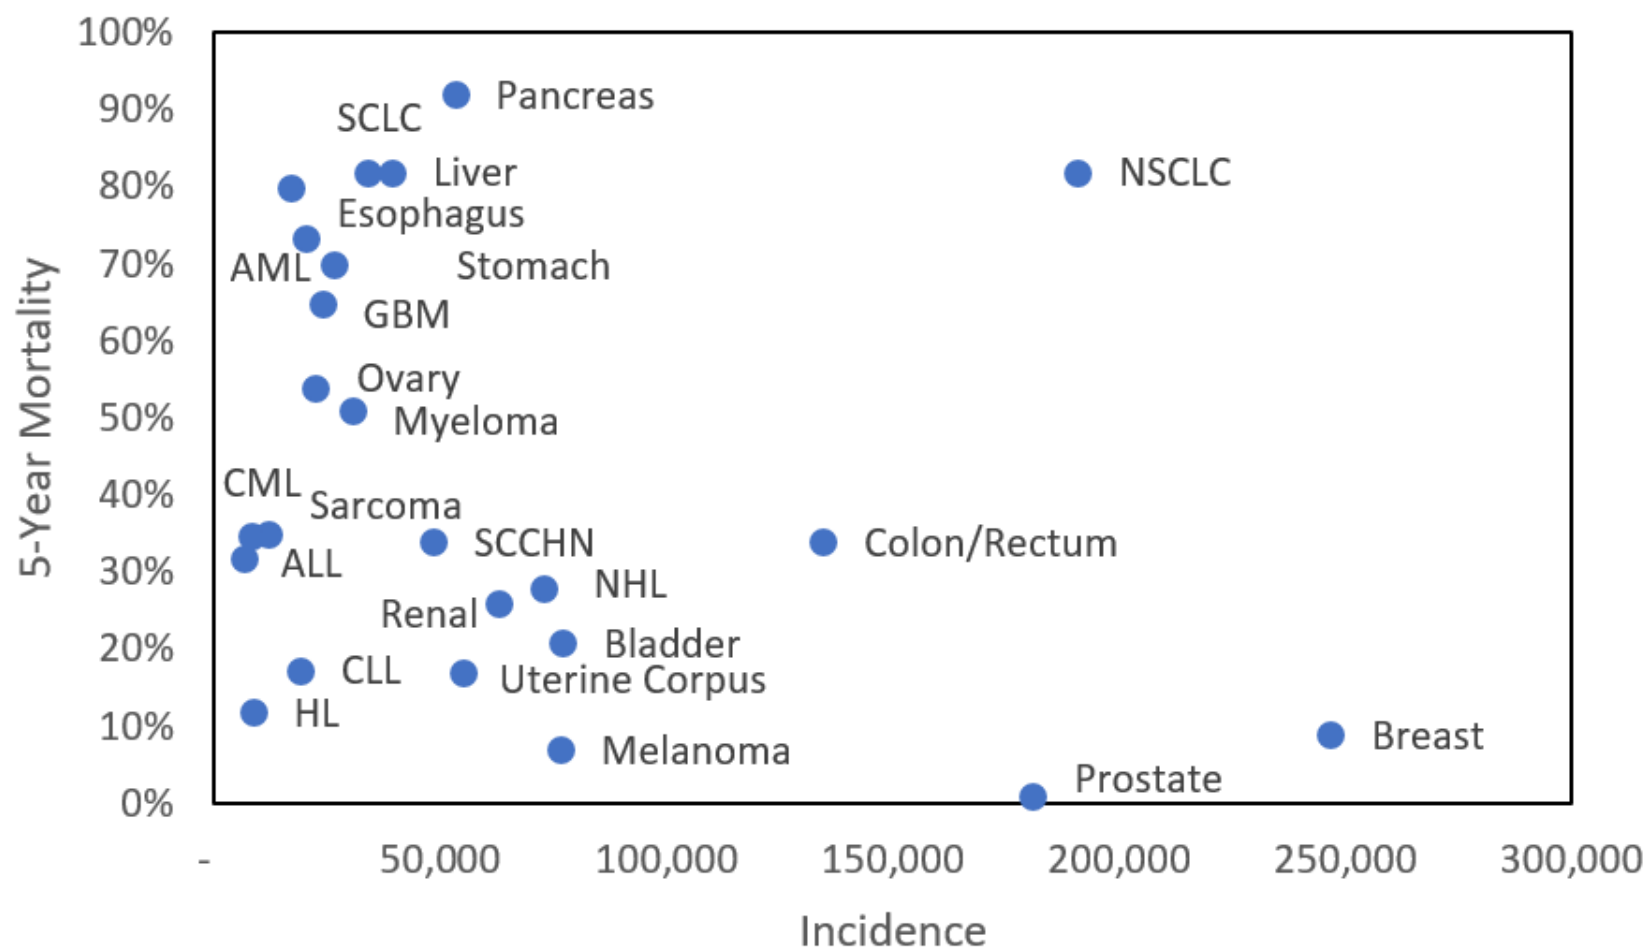 100%
90%
80%
70%
60%
50%
40%
30%
20%
10%
0%
5-Year Mortality
Pancreas
SCLC
Liver
NSCLC
Esophagus
AML
Stomach
GBM
Ovary
Myeloma
CML
Sarcoma
SCCHN
Colon/Rectum
ALL
NHL
Renal
Bladder
CLL
Uterine Corpus
HL
Breast
Melanoma
Prostate
- 50,000 100,000 150,000 200,000 250,000 300,000
Incidence